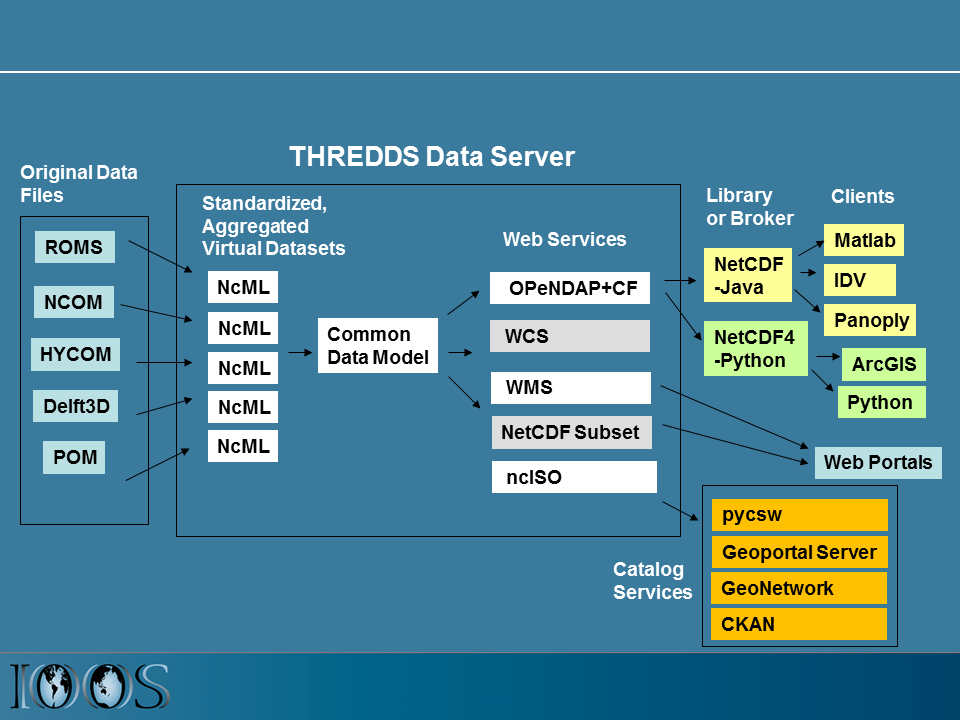 THREDDS Data Server
Original Data
Files
ROMS
NCOM
HYCOM
Delft3D
POM
Standardized,
Aggregated
Virtual Datasets
NcML
NcML
NcML
NcML
NcML
Common
Data Model
Web Services
OPeNDAP+CF
WCS
WMS
NetCDF Subset
ncISO
Library
or Broker
NetCDF
-Java
NetCDF4
-Python
Clients
Matlab
IDV
Panoply
ArcGIS
Python
Web Portals
Catalog
Services
pycsw
Geoportal Server
GeoNetwork
CKAN
IOOS